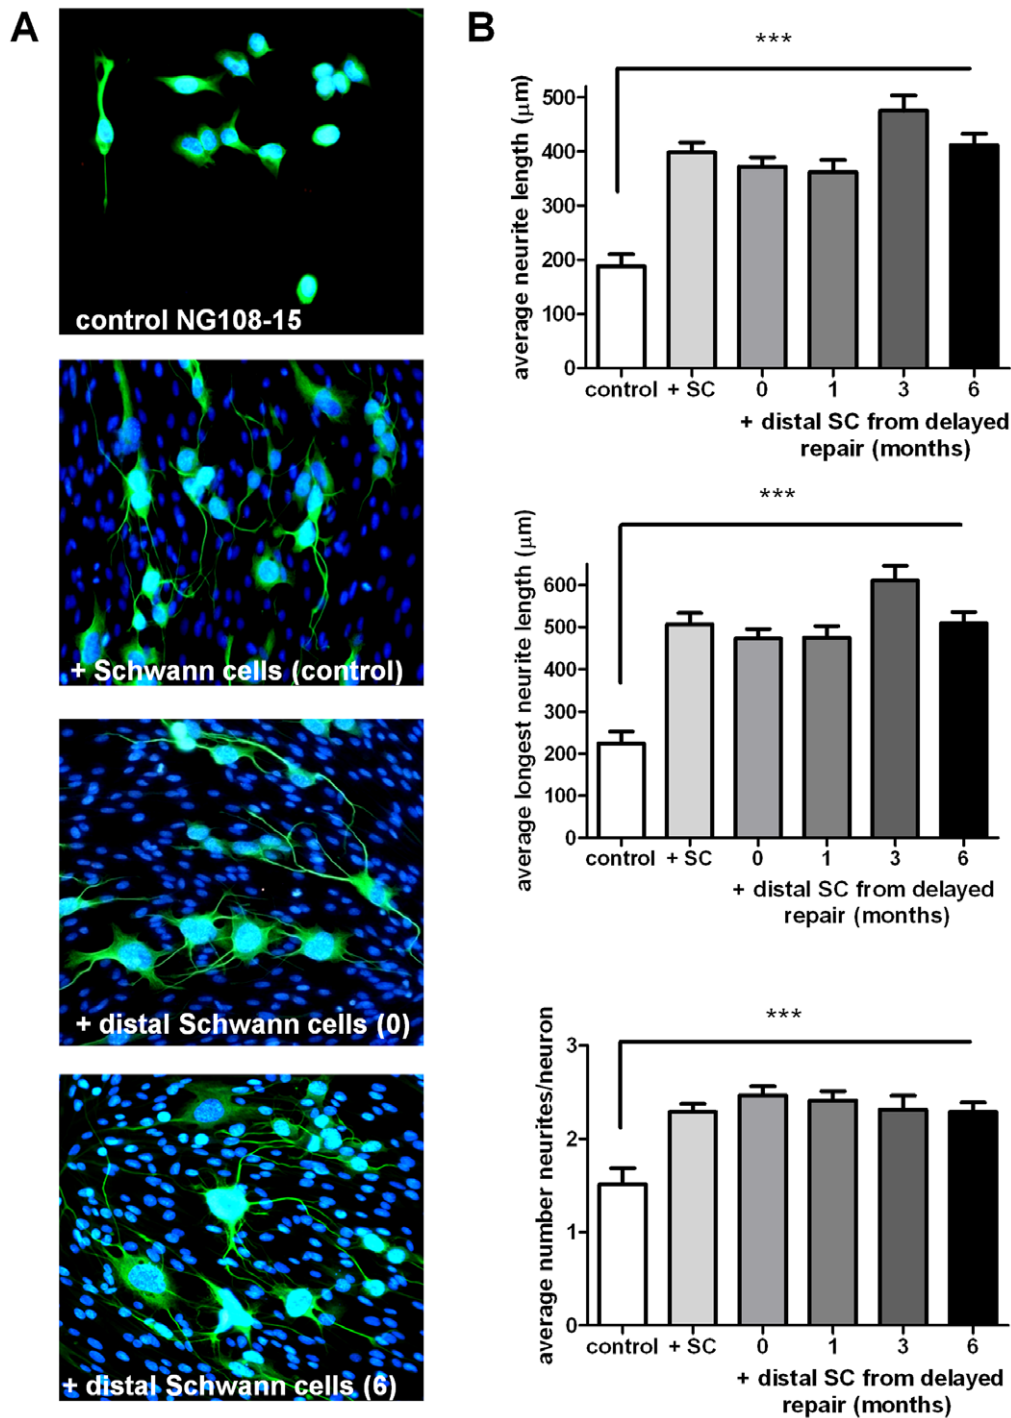 A
control NG108-15
+ Schwann cells (control)
+ distal Schwann cells (0)
+ distal Schwann cells (6)
B
***
average neurite length (μm)
500
400
300
200
100
0
control + SC 0 1 3 6
+ distal SC from delayed
repair (months)
***
average longest neurite length (μm)
600
500
400
300
200
100
0
control + SC 0 1 3 6
+ distal SC from delayed
repair (months)
***
average number neurites/neuron
3
2
1
0
control + SC 0 1 3 6
+ distal SC from delayed
repair (months)